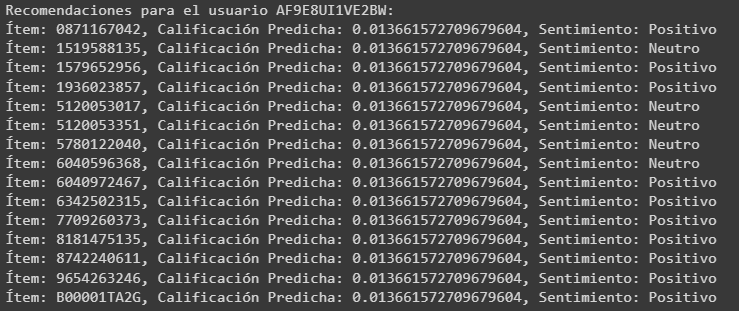 Recomendaciones para el usuario AF9E8UI1VE2BW:
Ítem: 0871167042, Calificación Predicha: 0.013661572709679604, Sentimiento: Positivo
Ítem: 1519588135, Calificación Predicha: 0.013661572709679604, Sentimiento: Neutro
Ítem: 1579652956, Calificación Predicha: 0.013661572709679604, Sentimiento: Positivo
Ítem: 1936023857, Calificación Predicha: 0.013661572709679604, Sentimiento: Positivo
Ítem: 5120053017, Calificación Predicha: 0.013661572709679604, Sentimiento: Neutro
Ítem: 5120053351, Calificación Predicha: 0.013661572709679604, Sentimiento: Neutro
Ítem: 5780122040, Calificación Predicha: 0.013661572709679604, Sentimiento: Neutro
Ítem: 6040596368, Calificación Predicha: 0.013661572709679604, Sentimiento: Neutro
Ítem: 6040972467, Calificación Predicha: 0.013661572709679604, Sentimiento: Positivo
Ítem: 6342502315, Calificación Predicha: 0.013661572709679604, Sentimiento: Positivo
Ítem: 7709260373, Calificación Predicha: 0.013661572709679604, Sentimiento: Positivo
Ítem: 8181475135, Calificación Predicha: 0.013661572709679604, Sentimiento: Positivo
Ítem: 8742240611, Calificación Predicha: 0.013661572709679604, Sentimiento: Positivo
Ítem: 9654263246, Calificación Predicha: 0.013661572709679604, Sentimiento: Positivo
Ítem: B00001TA2G, Calificación Predicha: 0.013661572709679604, Sentimiento: Positivo